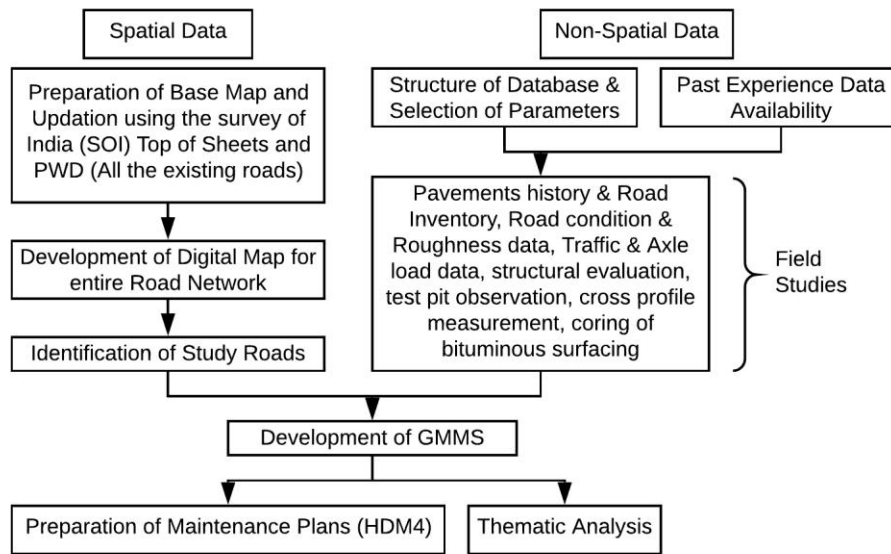 Spatial Data
Non-Spatial Data
Preparation of Base Map and
Updation using the survey of
India (SOI) Top of Sheets and
PWD (All the existing roads)
Structure of Database &
Selection of Parameters
Past Experience Data
Availability
Pavements history & Road
Inventory, Road condition &
Roughness data, Traffic & Axle
load data, structural evaluation,
test pit observation, cross profile
measurement, coring of
bituminous surfacing
Field
Studies
Development of Digital Map for
entire Road Network
Identification of Study Roads
Development of GMMS
Preparation of Maintenance Plans (HDM4)
Thematic Analysis